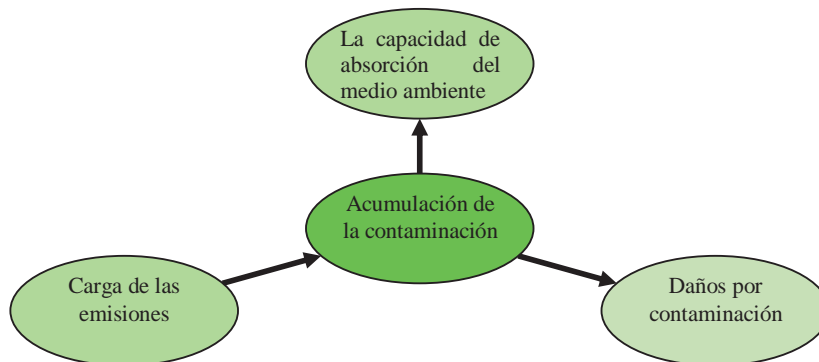 La capacidad de
absorción del
medio ambiente
Acumulación de
la contaminación
Carga de las
emisiones
Daños por
contaminación